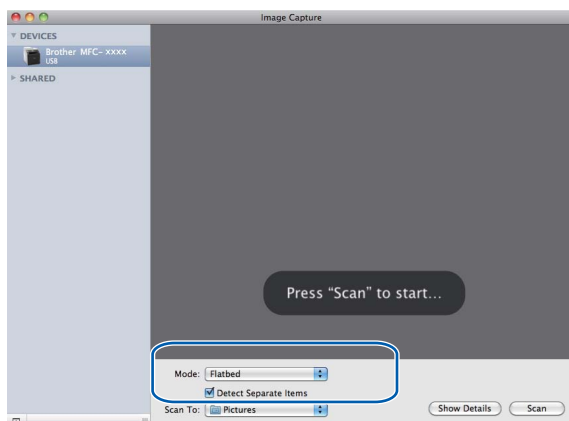 Image Capture
DEVICES
Brother MFC- xxxx
USB
SHARED
Press “Scan” to start...
Mode: Flatbed
Detect Separate Items
Scan To: Pictures
Show Details Scan